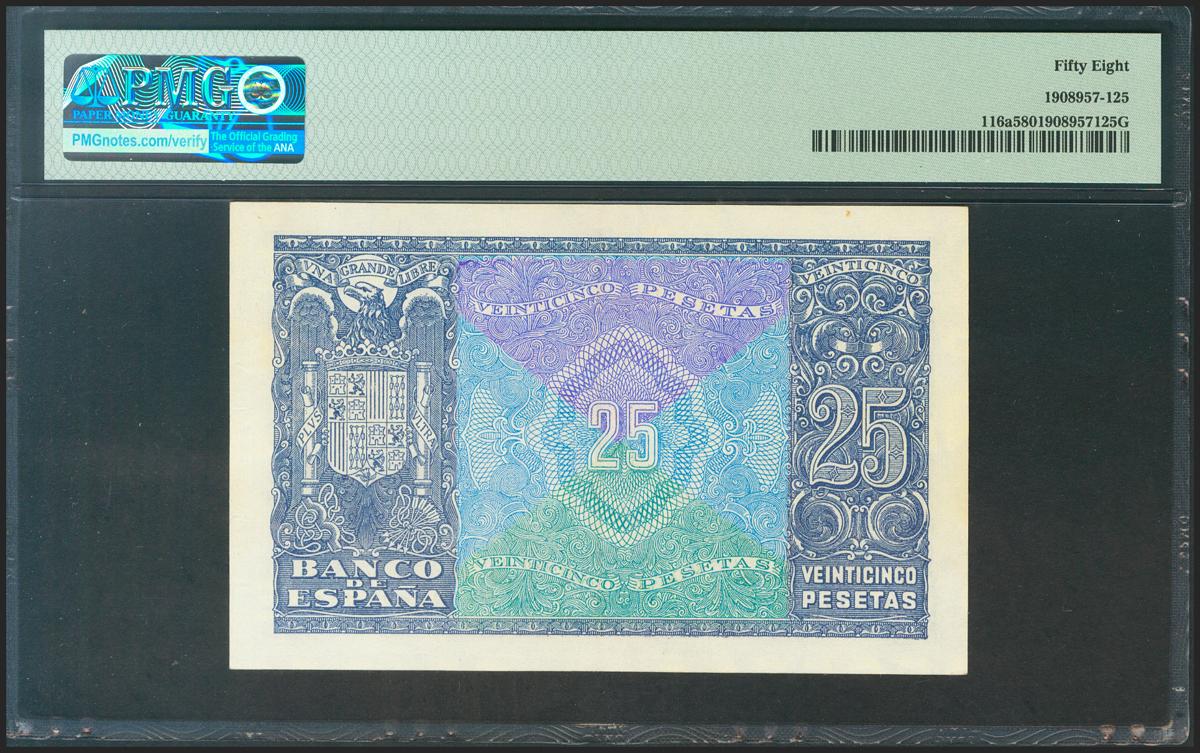 PMG
PAPER MONEY GUARANTY
PMGnotes.com/verify
The Official Grading
Service of the ANA
Fifty Eight
1908957-125
116a5801908957125G
VNA GRANDE LIBRE
VEINTICINCO PESETAS
VEINTICINCO
PLVS VLTRA
25
25
BANCO
DE
ESPAÑA
VEINTICINCO PESETAS
VEINTICINCO
PESETAS